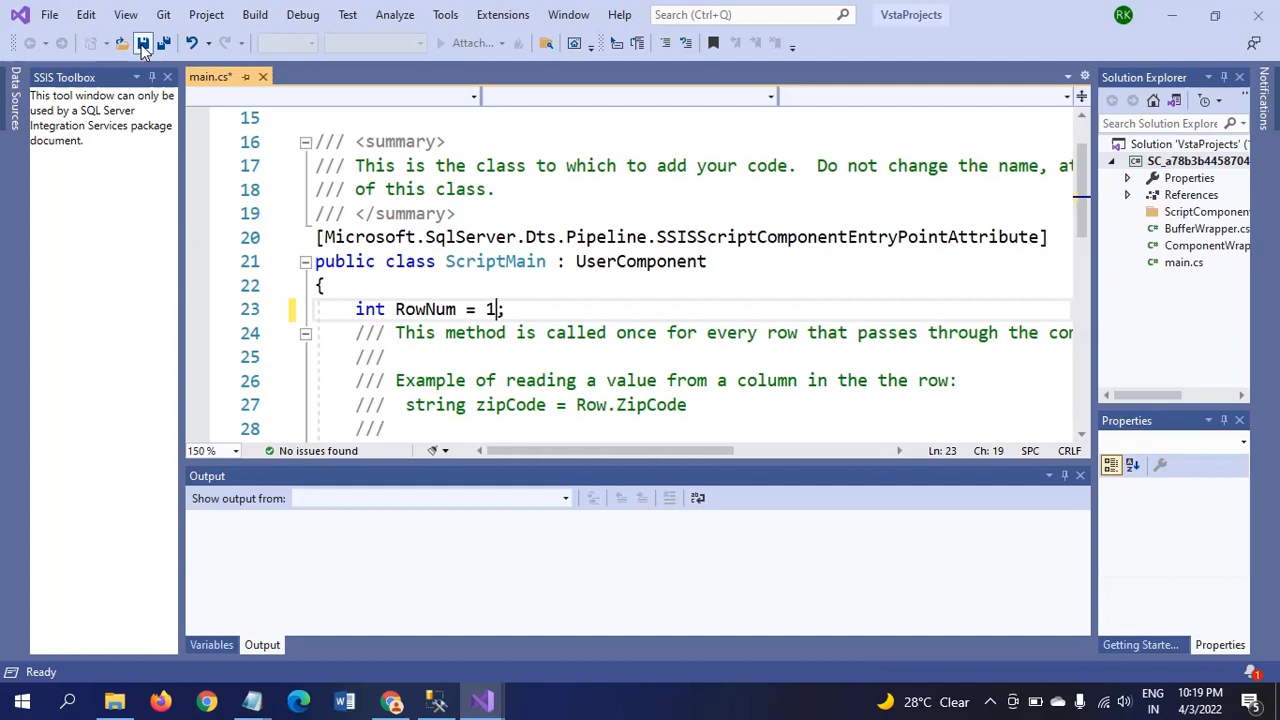 File Edit View Git Project Build Debug Test Analyze Tools Extensions Window Help Search (Ctrl+Q) VstaProjects RK
Attach...
Data Sources
SSIS Toolbox
This tool window can only be
used by a SQL Server
Integration Services package
document.
main.cs*
15
16 /// <summary>
17 /// This is the class to which to add your code.  Do not change the name, at
18 /// of this class.
19 /// </summary>
20 [Microsoft.SqlServer.Dts.Pipeline.SSISScriptComponentEntryPointAttribute]
21 public class ScriptMain : UserComponent
22 {
23 int RowNum = 1;
24 /// This method is called once for every row that passes through the cor
25 ///
26 /// Example of reading a value from a column in the the row:
27 ///  string zipCode = Row.ZipCode
28 ///
150 % No issues found Ln: 23 Ch: 19 SPC CRLF
Output
Show output from:
Variables Output
Solution Explorer
Search Solution Explore
Solution 'VstaProjects'
SC_a78b3b4458704
Properties
References
ScriptComponent
BufferWrapper.cs
ComponentWrap
main.cs
Properties
Getting Starte... Properties
Notifications
Ready 1
28°C Clear ENG
IN 10:19 PM
4/3/2022 5